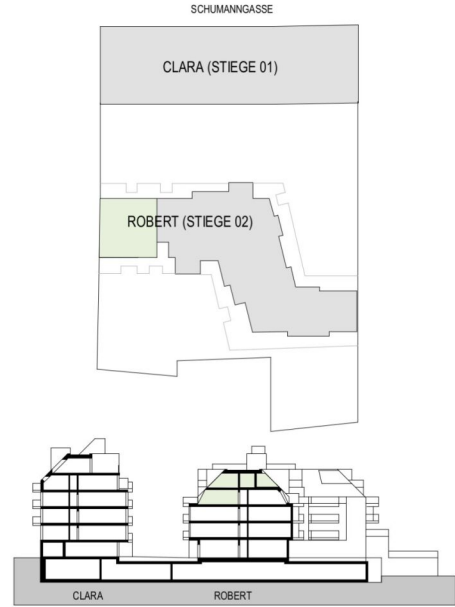 SCHUMANNGASSE
CLARA (STIEGE 01)
ROBERT (STIEGE 02)
CLARA
ROBERT